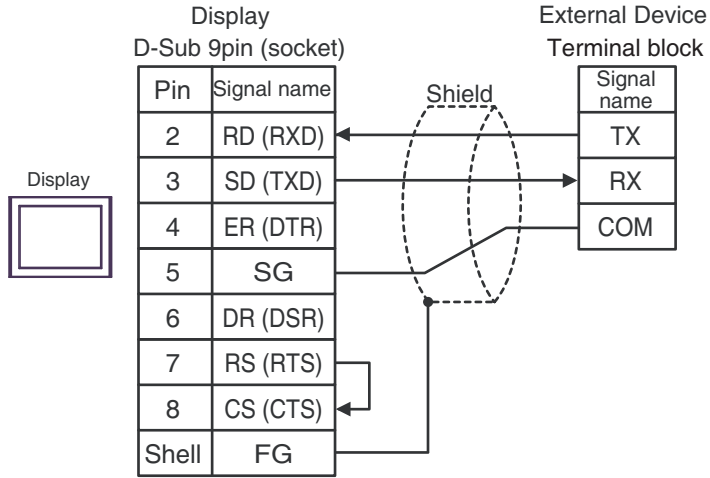 Display
D-Sub 9pin (socket)
External Device
Terminal block
Pin Signal name
Shield
Signal
name
2 RD (RXD)
TX
3 SD (TXD)
RX
Display
4 ER (DTR)
COM
5 SG
6 DR (DSR)
7 RS (RTS)
8 CS (CTS)
Shell FG